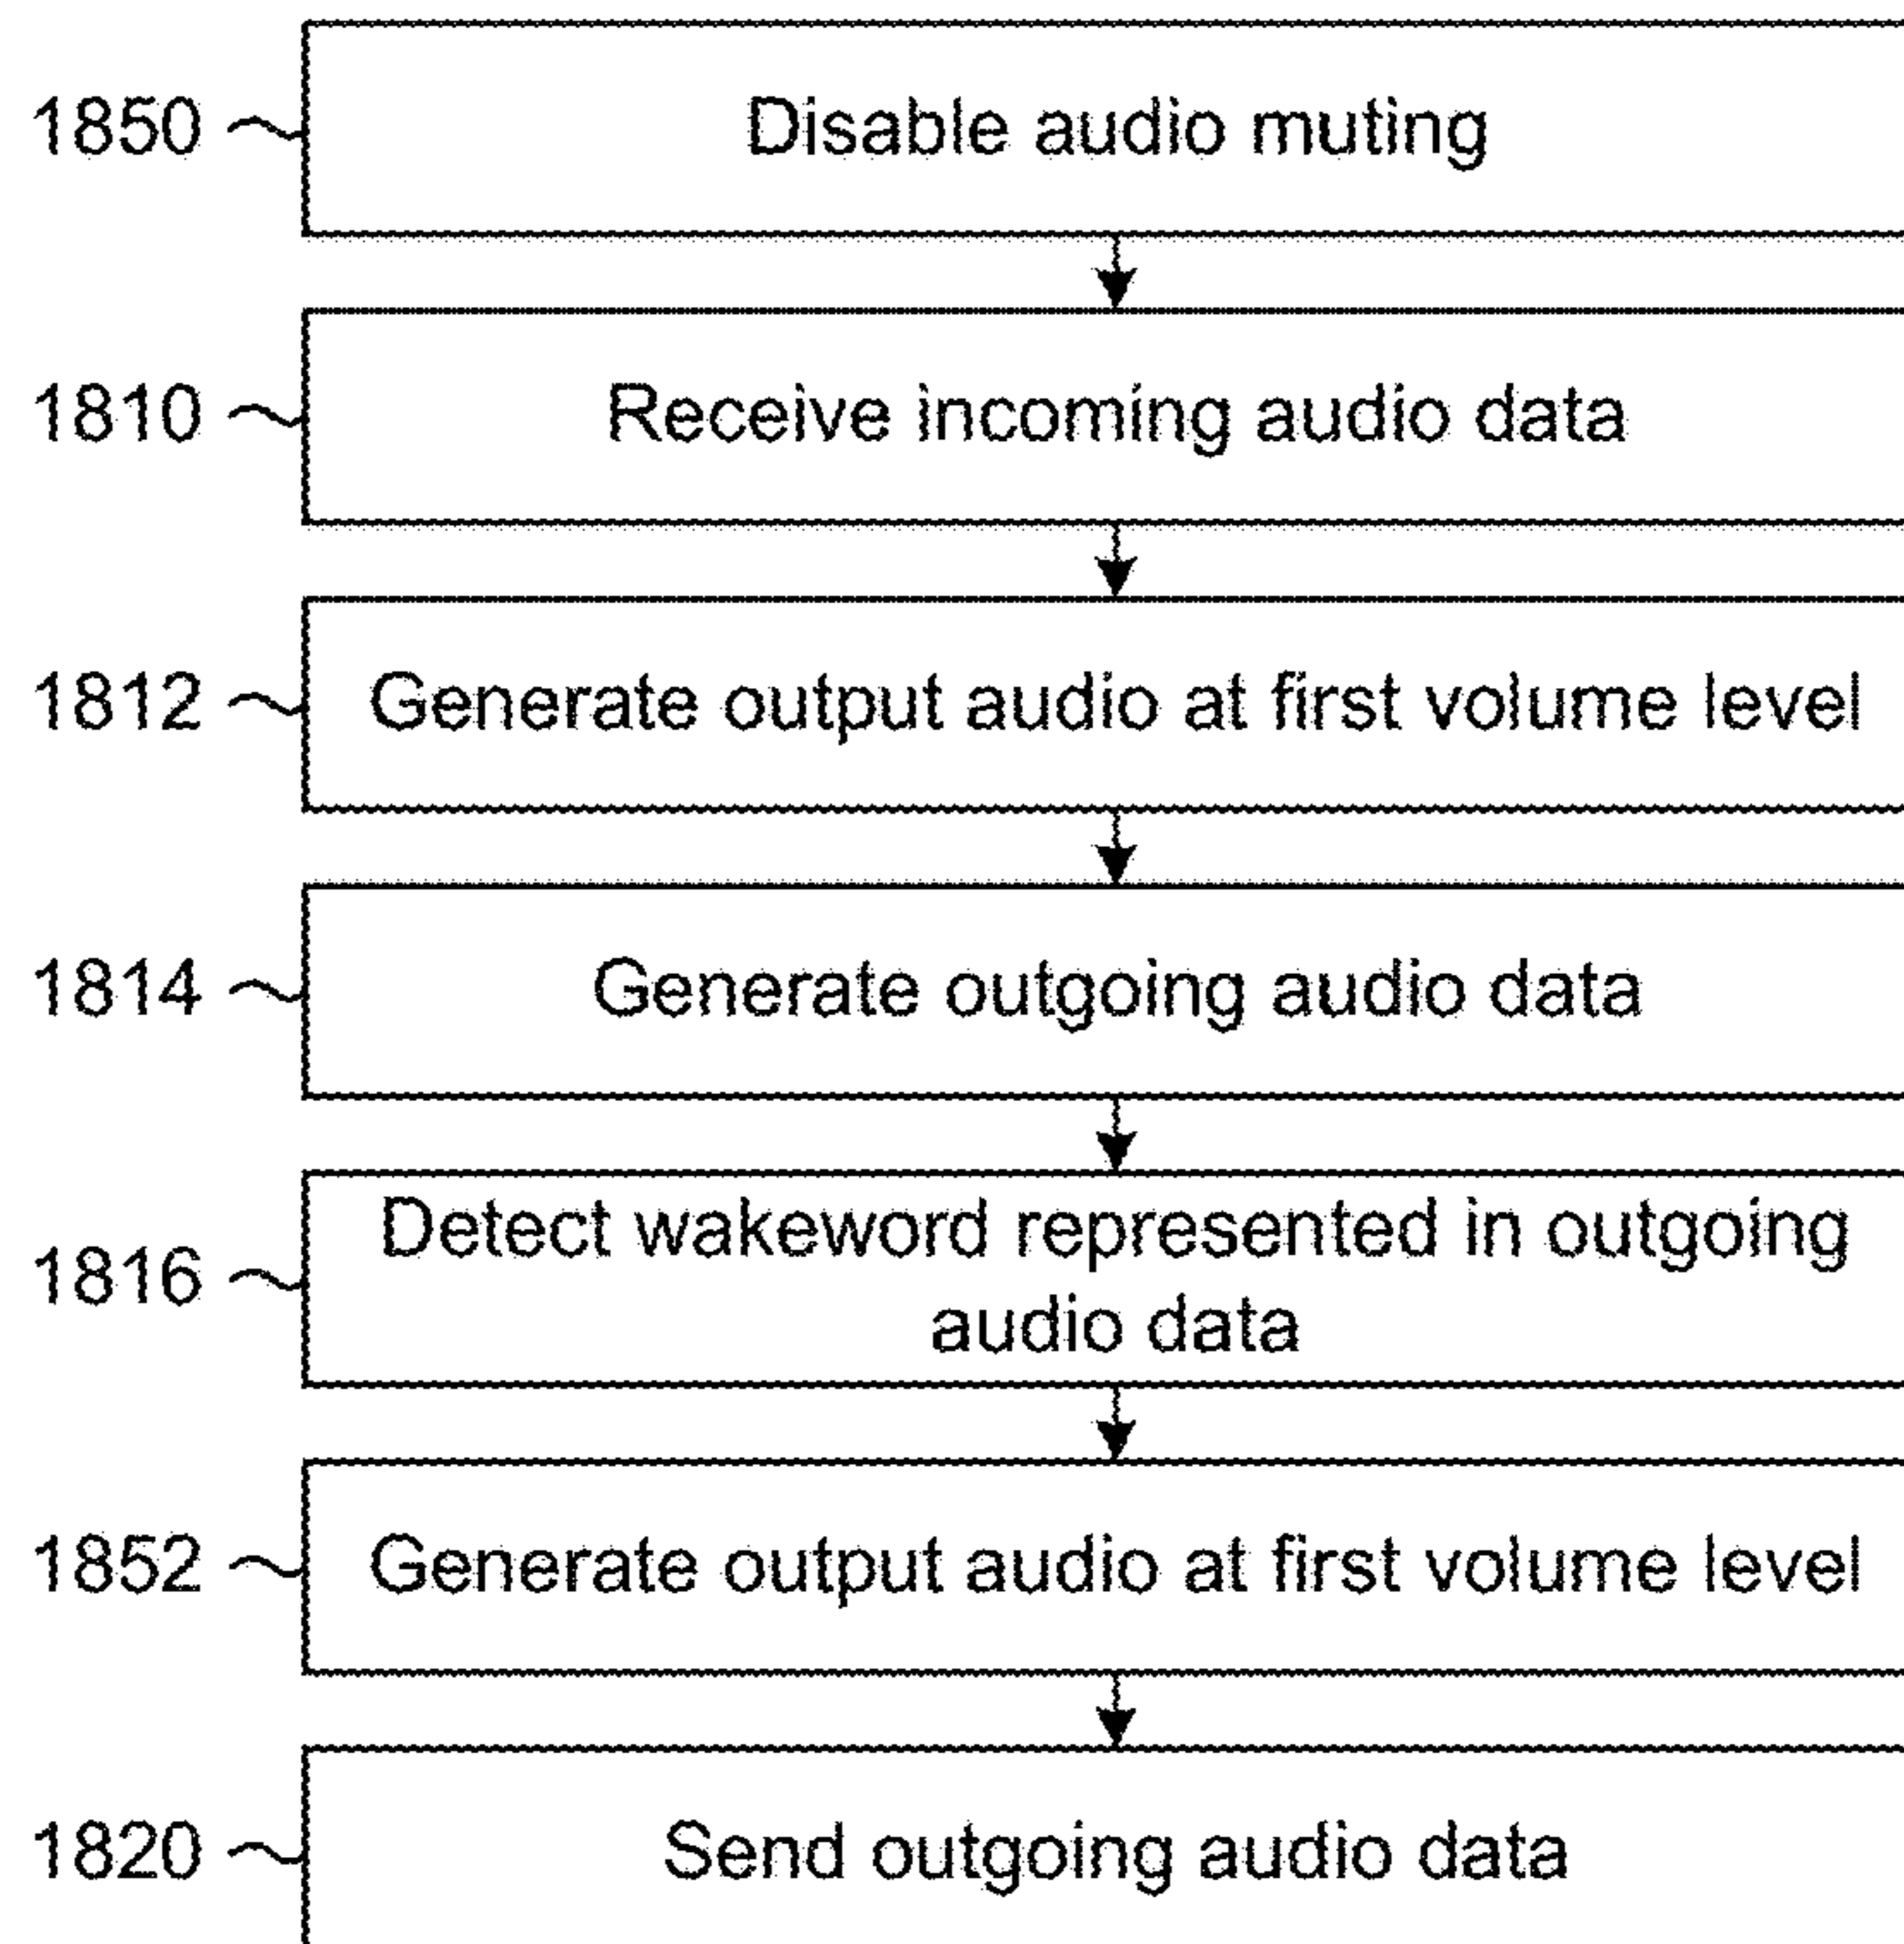 1850 Disable audio muting
1810 Receive incoming audio data
1812 Generate output audio at first volume level
1814 Generate outgoing audio data
1816 Detect wakeword represented in outgoing
audio data
1852 Generate output audio at first volume level
1820 Send outgoing audio data